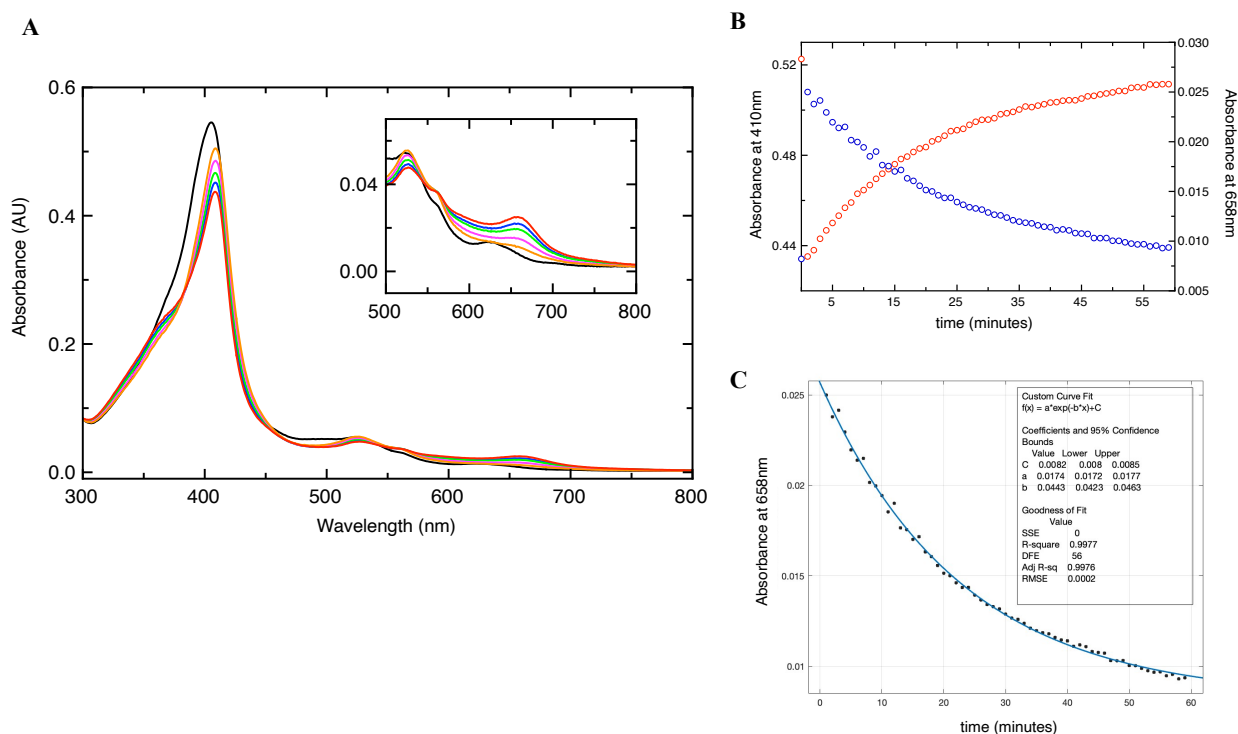 A
Absorbance (AU)
0.6
0.4
0.2
0.0
300 400 500 600 700 800
Wavelength (nm)
0.04
0.00
500 600 700 800
B
Absorbance at 410nm
0.52
0.48
0.44
0.030
0.025
0.020
0.015
0.010
0.005
Absorbance at 658nm
5 15 25 35 45 55
time (minutes)
C
Absorbance at 658nm
0.025
0.02
0.015
0.01
0 10 20 30 40 50 60
time (minutes)
Custom Curve Fit
f(x) = a*exp(-b*x)+C
Coefficients and 95% Confidence
Bounds
Value Lower Upper
C 0.0082 0.008 0.0085
a 0.0174 0.0172 0.0177
b 0.0443 0.0423 0.0463
Goodness of Fit
Value
SSE 0
R-square 0.9977
DFE 56
Adj R-sq 0.9976
RMSE 0.0002